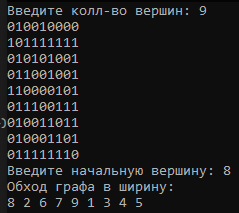 Введите колл-во вершин: 9
010010000
101111111
010101001
011001001
110000101
011100111
010011011
010001101
011111110
Введите начальную вершину: 8
Обход графа в ширину:
8 2 6 7 9 1 3 4 5